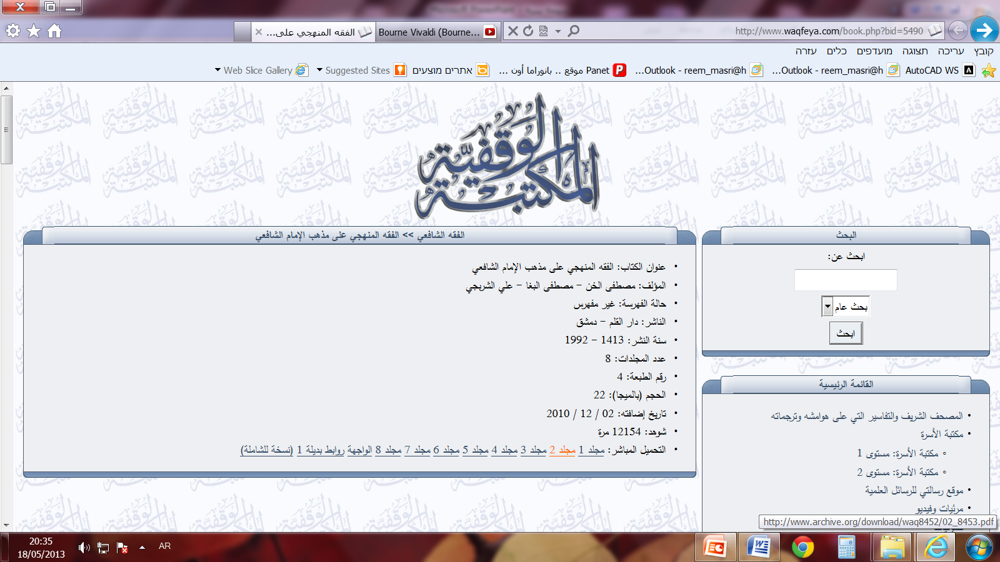 Bourne Vivaldi (Bourne...
الفقه المنهجي على...
http://www.waqfeya.com/book.php?bid=5490
קובץ עריכה תצוגה מועדפים כלים עזרה
AutoCAD WS
Outlook - reem_masri@h...
Outlook - reem_masri@h...
Panet موقع .. بانوراما أون ...
אתרים מוצעים
Suggested Sites
Web Slice Gallery
المكتبة الوقفية
البحث
ابحث عن:
بحث عام
ابحث
القائمة الرئيسية
المصحف الشريف والتفاسير التي على هوامشه وترجماته
مكتبة الأسرة
مكتبة الأسرة: مستوى 1
مكتبة الأسرة: مستوى 2
موقع رسالتي للرسائل العلمية
مرئيات وفيديو
الفقه الشافعي >> الفقه المنهجي على مذهب الإمام الشافعي
عنوان الكتاب: الفقه المنهجي على مذهب الإمام الشافعي
المؤلف: مصطفى الخن - مصطفى البغا - علي الشربجي
حالة الفهرسة: غير مفهرس
الناشر: دار القلم - دمشق
سنة النشر: 1413 - 1992
عدد المجلدات: 8
رقم الطبعة: 4
الحجم (بالميجا): 22
تاريخ إضافته: 02 / 12 / 2010
شوهد: 12154 مرة
التحميل المباشر: مجلد 1 مجلد 2 مجلد 3 مجلد 4 مجلد 5 مجلد 6 مجلد 7 مجلد 8 الواجهة روابط بديلة 1 (نسخة للشاملة)
http://www.archive.org/download/waq8452/02_8453.pdf
20:35
18/05/2013
AR